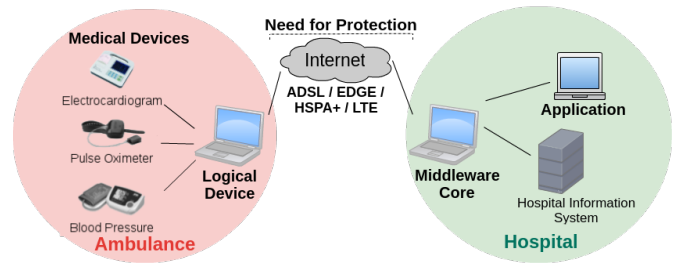 Need for Protection
Medical Devices
Internet
Electrocardiogram
ADSL / EDGE /
HSPA+ / LTE
Application
Pulse Oximeter
Logical
Device
Middleware
Core
Hospital Information
System
Blood Pressure
Ambulance
Hospital